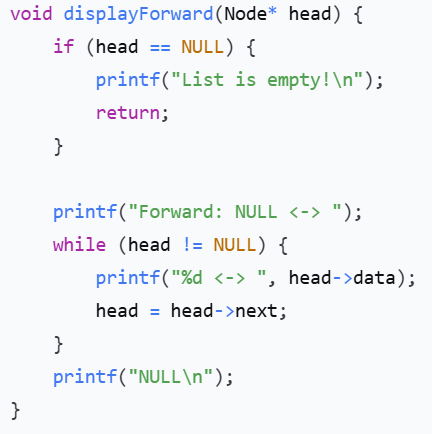 void displayForward(Node* head) {
    if (head == NULL) {
        printf("List is empty!\n");
        return;
    }

    printf("Forward: NULL <-> ");
    while (head != NULL) {
        printf("%d <-> ", head->data);
        head = head->next;
    }
    printf("NULL\n");
}